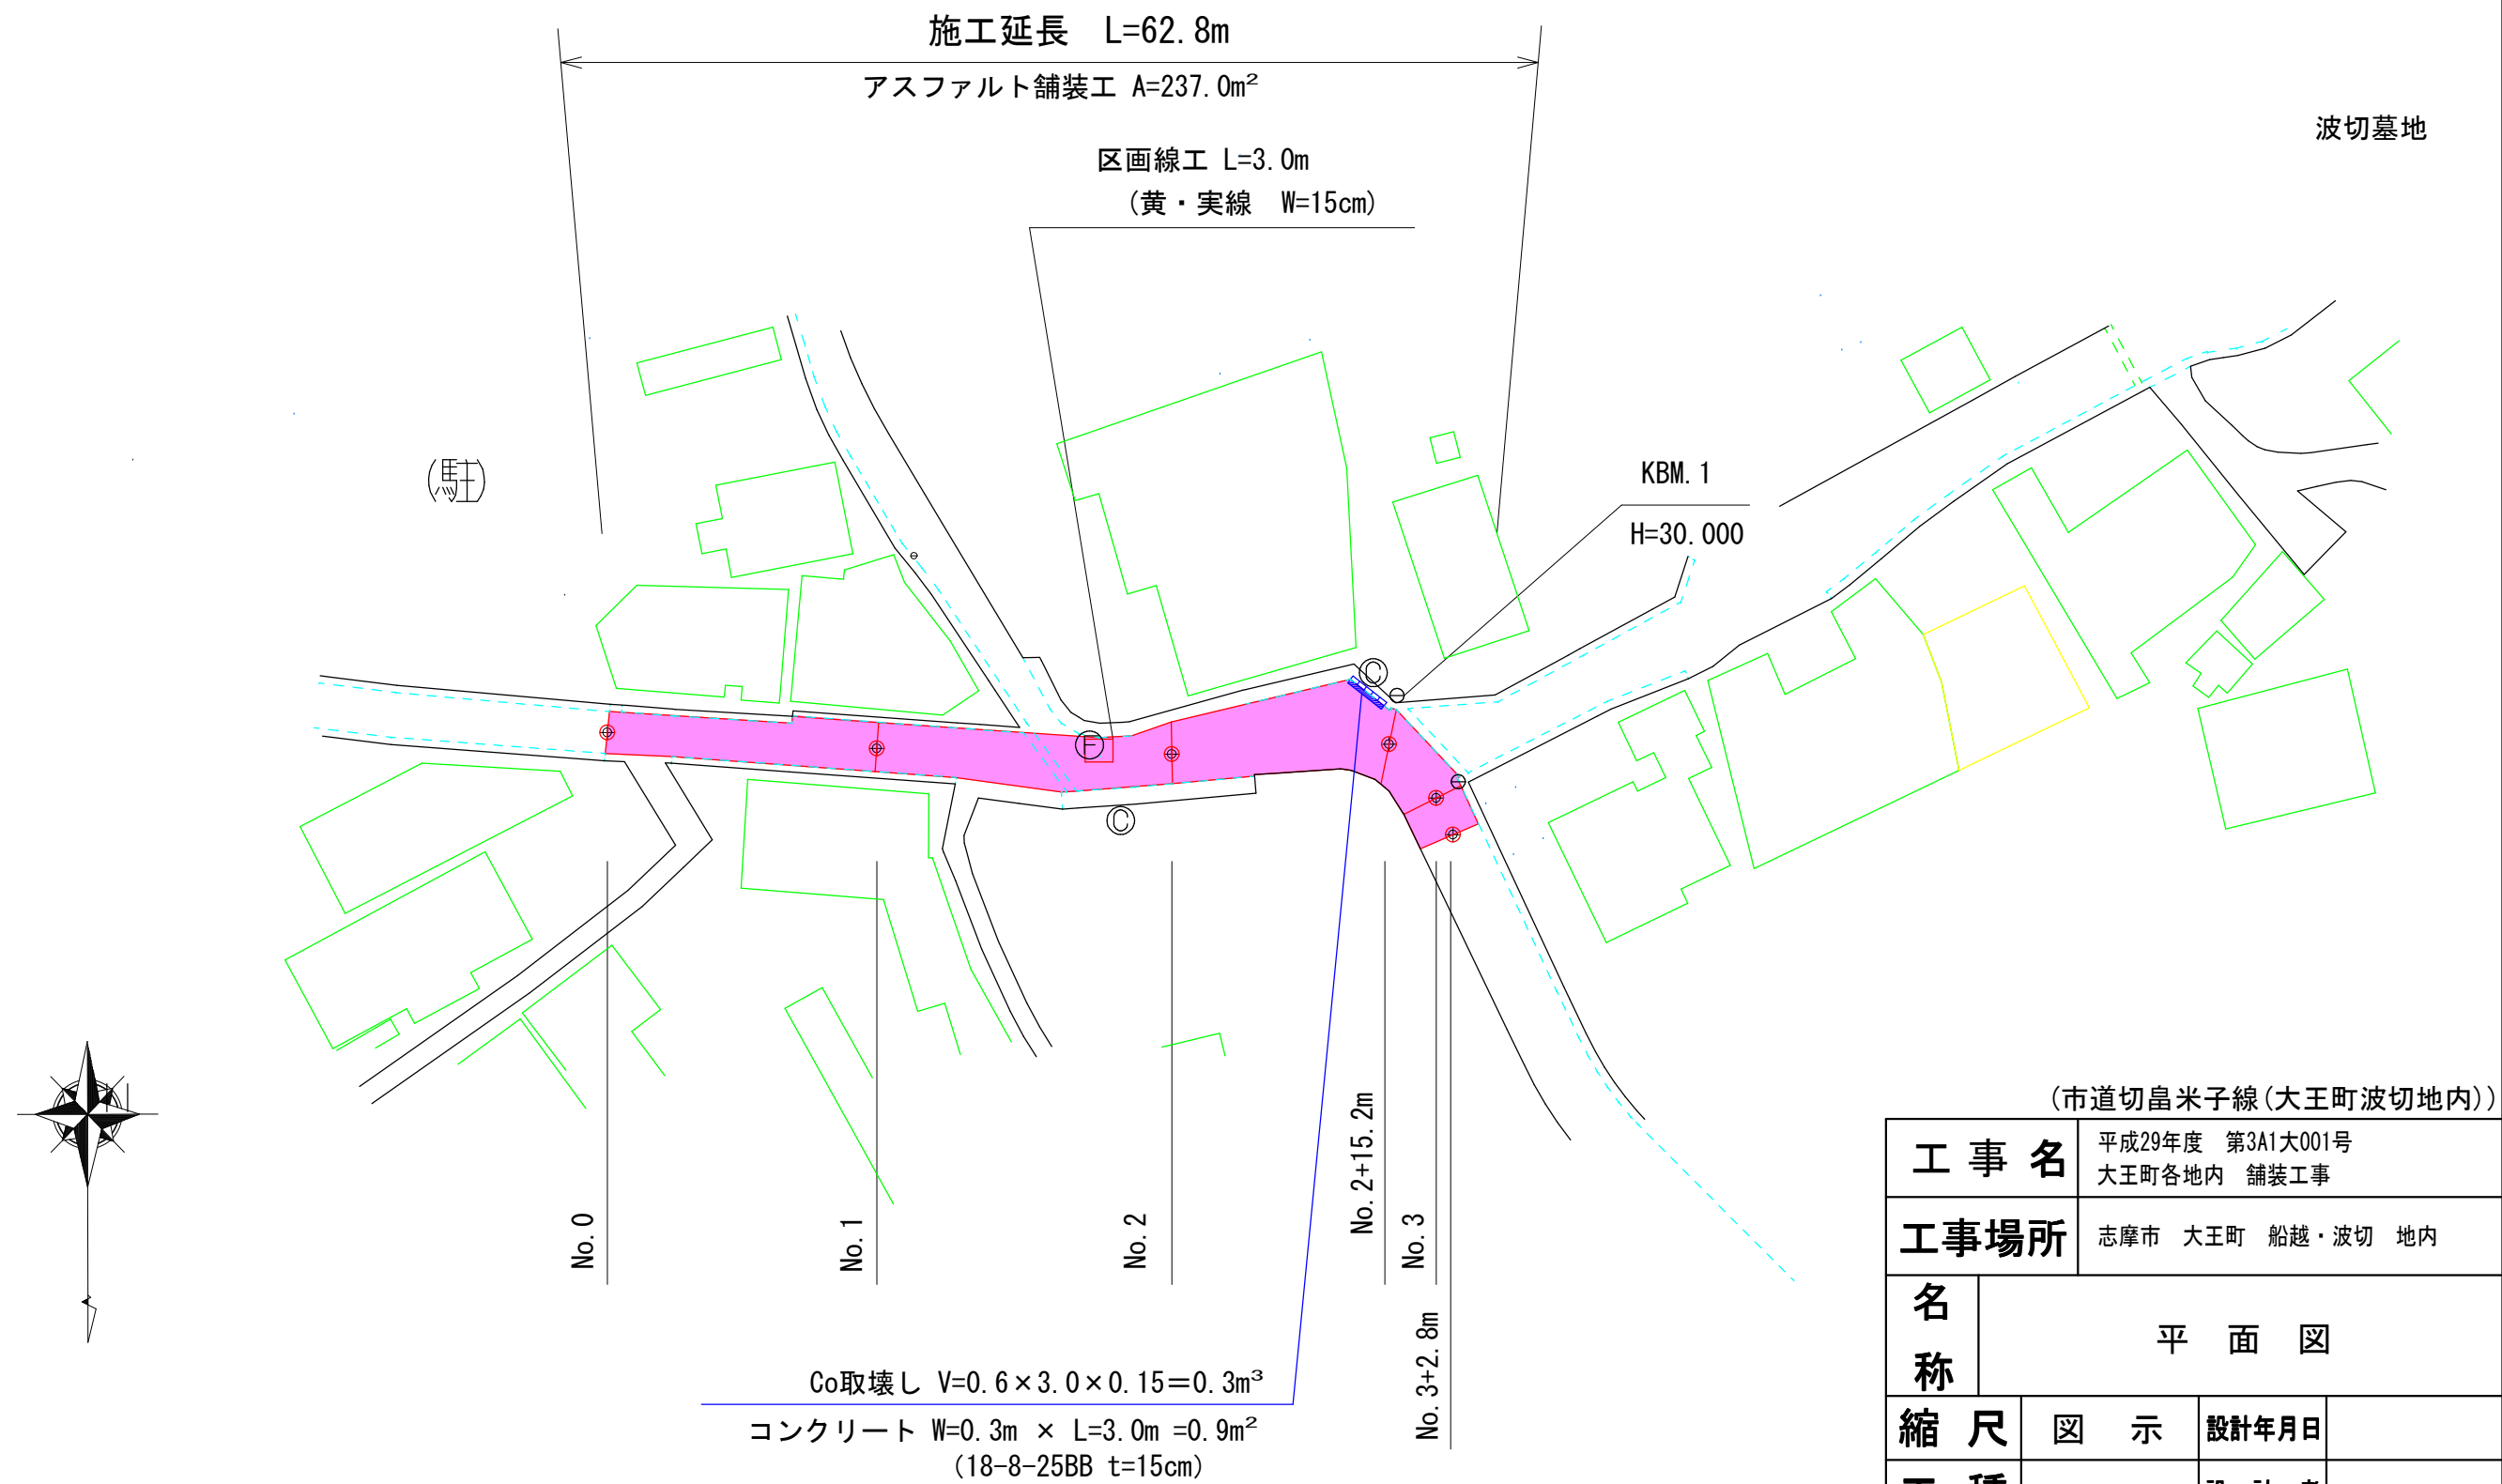 施工延長　L=62.8m
アスファルト舗装工 A=237.0m²
波切墓地
区画線工 L=3.0m
(黄・実線　W=15cm)
(駐)
KBM.1
H=30.000
C
F
C
No.0
No.1
No.2
No.2+15.2m
No.3
No.3+2.8m
Co取壊し V=0.6×3.0×0.15＝0.3m³
コンクリート W=0.3m × L=3.0m =0.9m²
(18-8-25BB t=15cm)
(市道切畠米子線(大王町波切地内))
工事名
平成29年度　第3A1大001号
大王町各地内　舗装工事
工事場所
志摩市　大王町　船越・波切　地内
名称
平面図
縮尺
図示
設計年月日